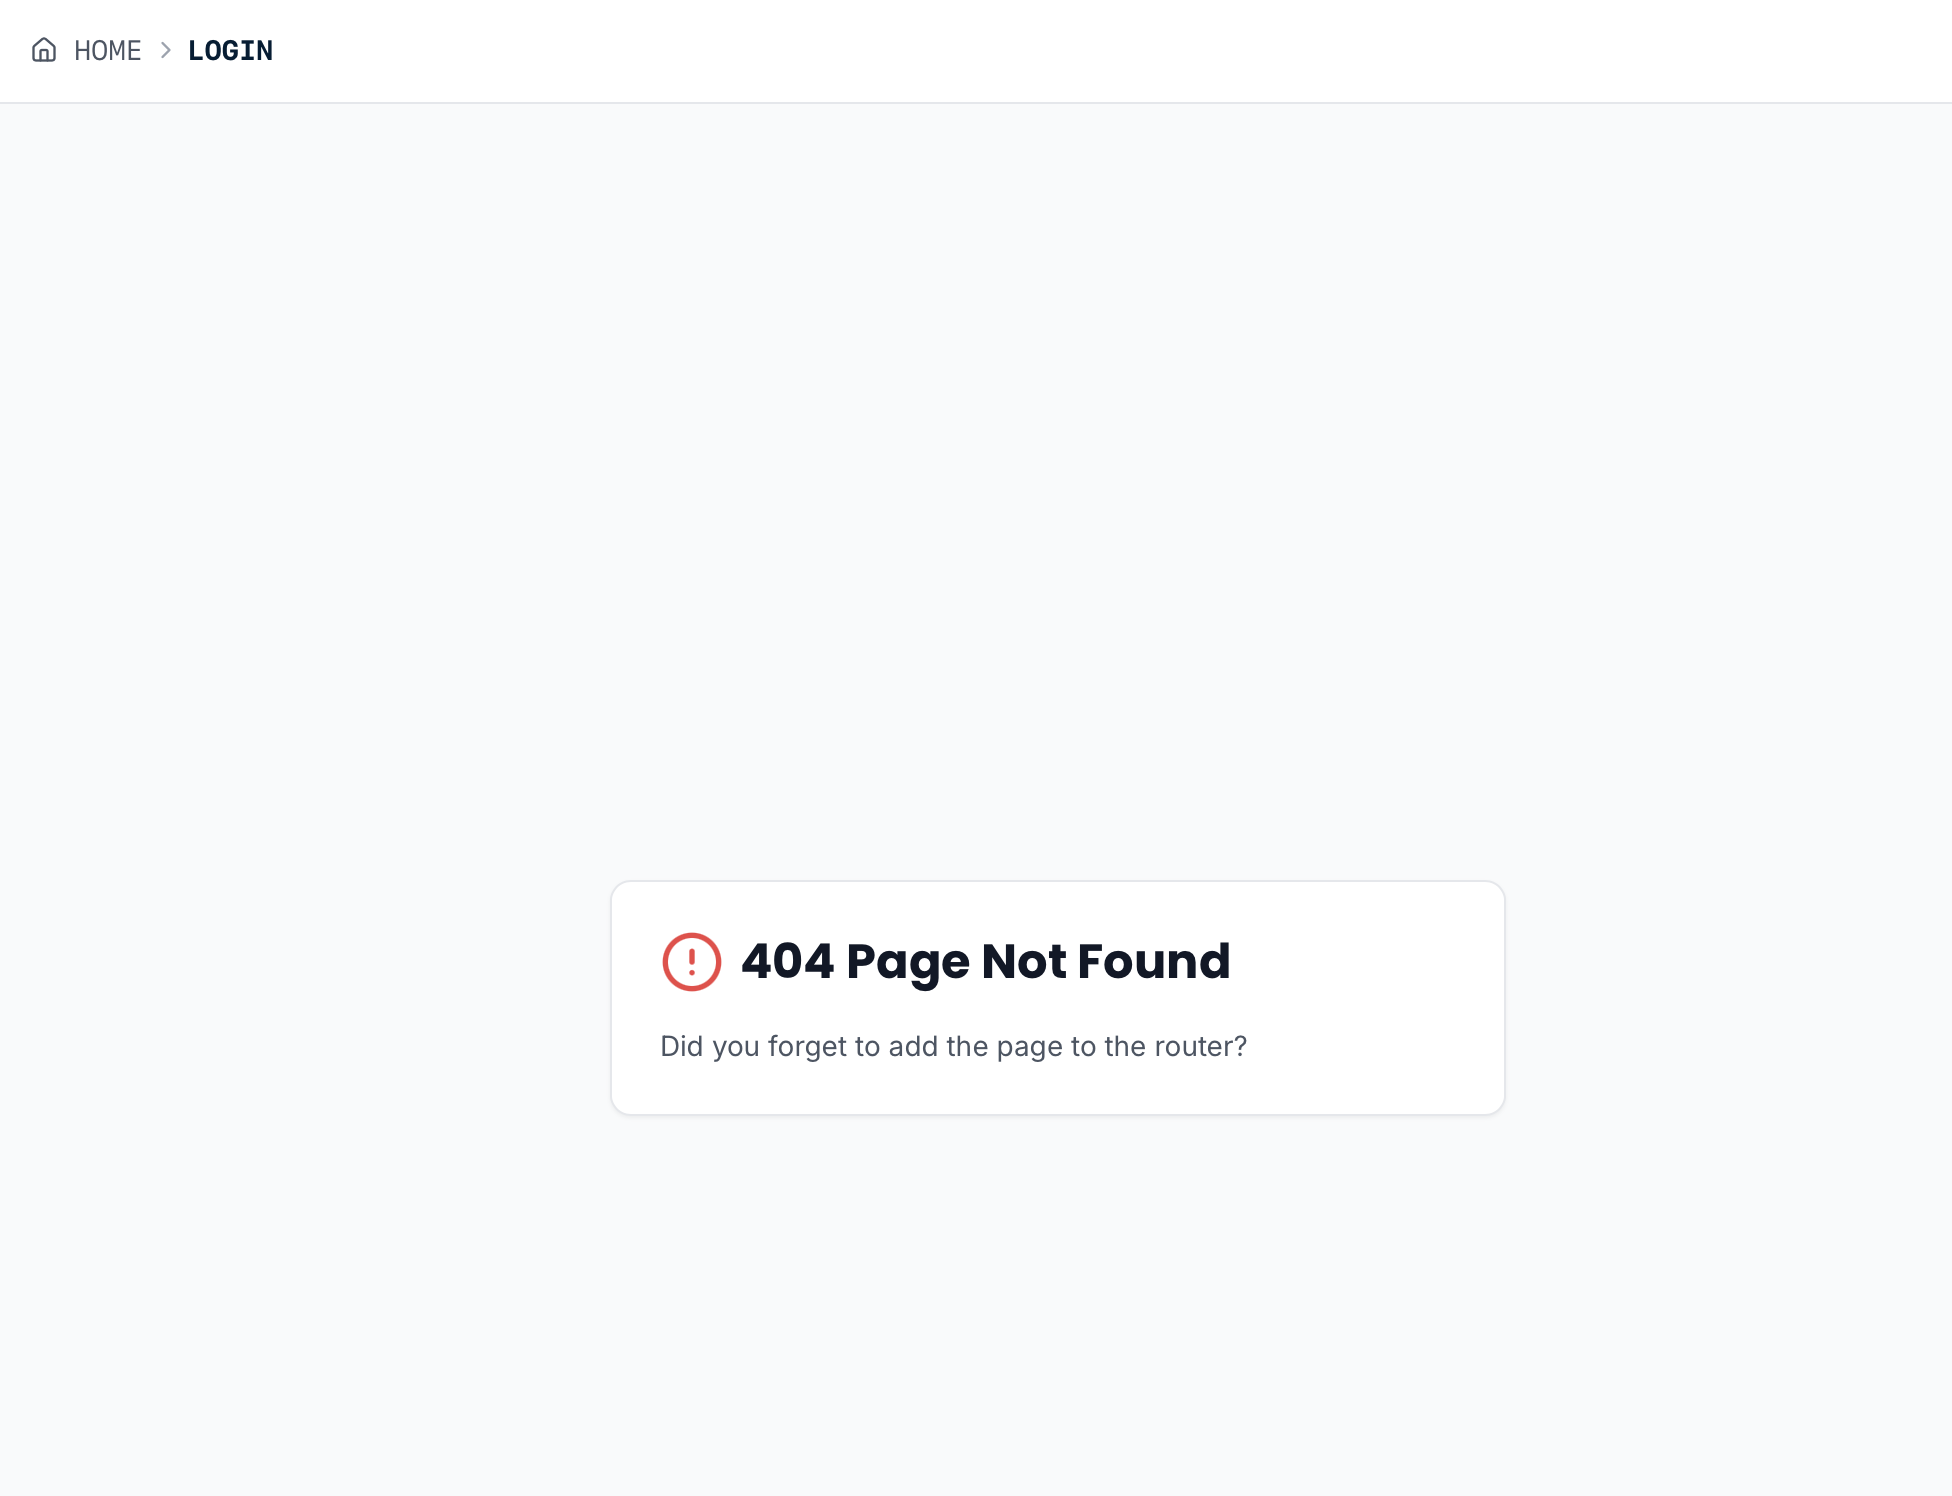 HOME > LOGIN
404 Page Not Found
Did you forget to add the page to the router?